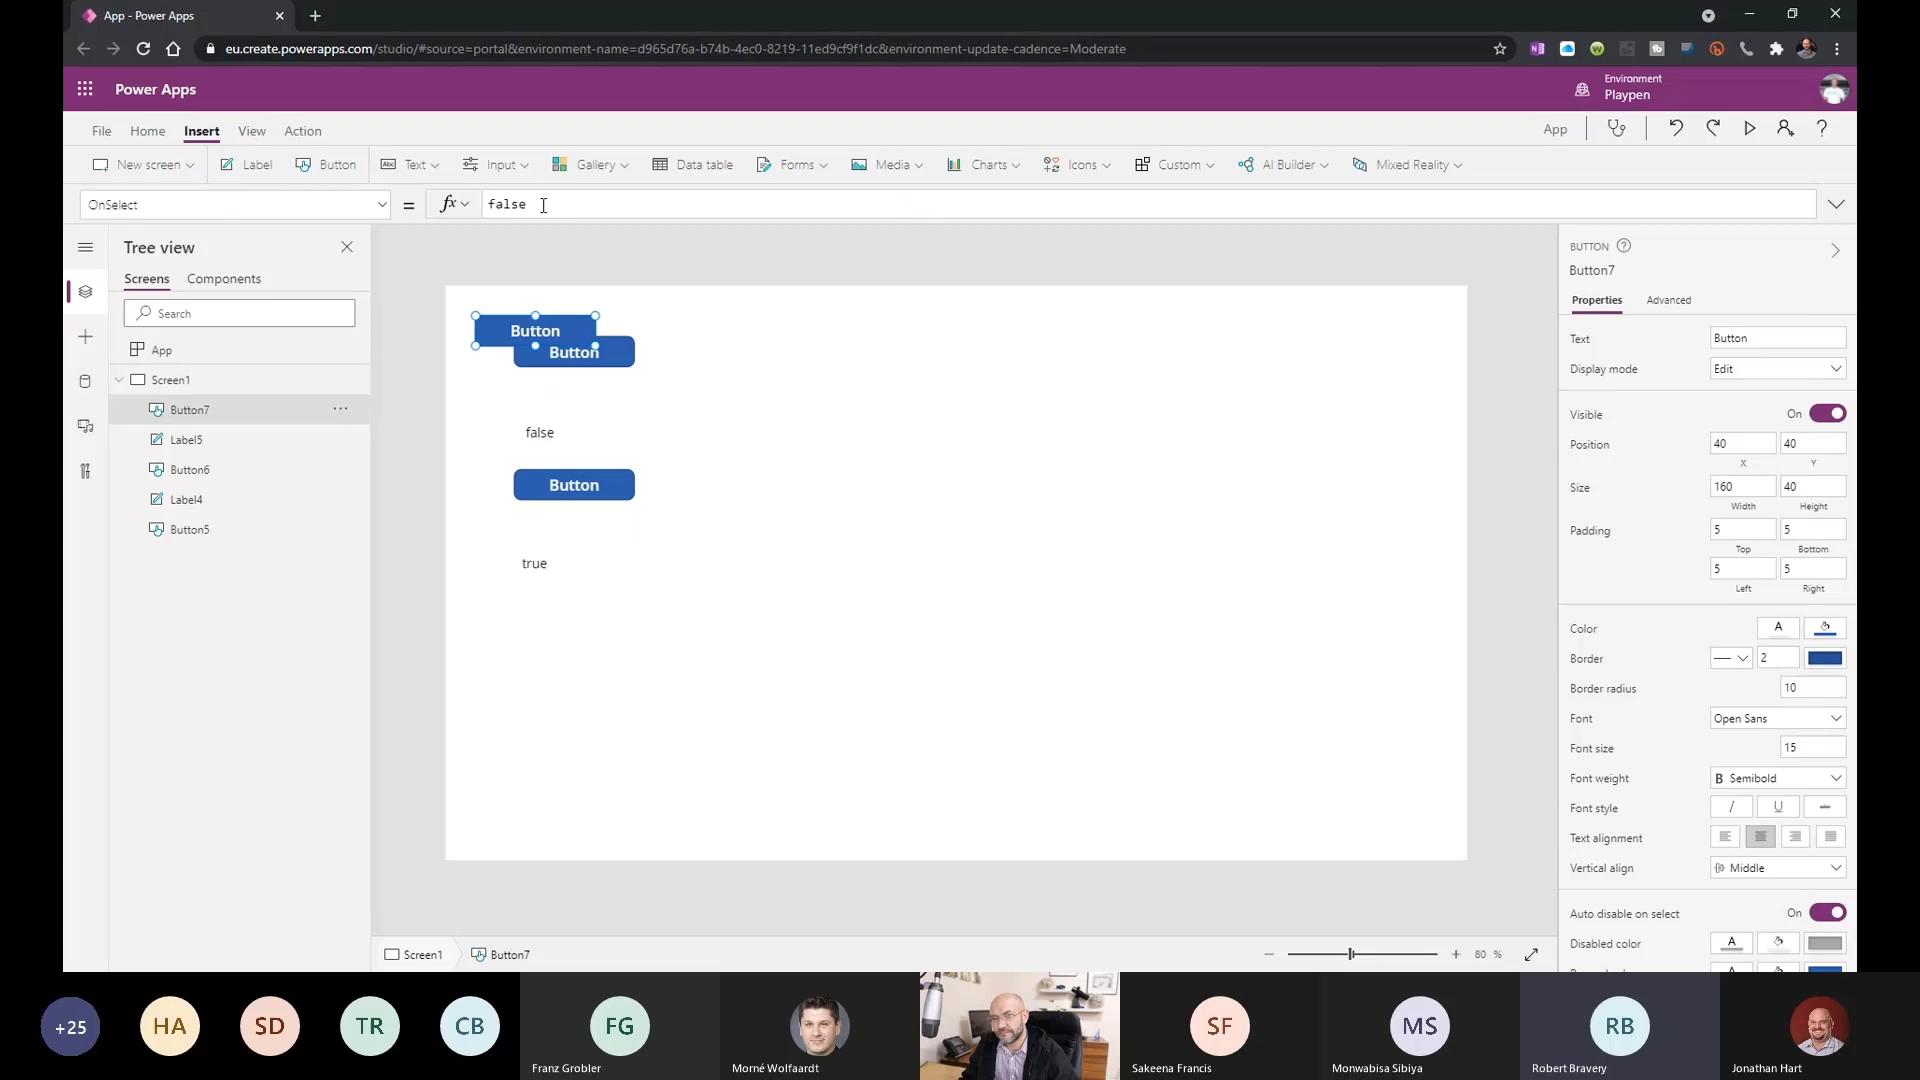 App - Power Apps
eu.create.powerapps.com/studio/#source=portal&environment-name=d965d76a-b74b-4ec0-8219-11ed9cf9f1dc&environment-update-cadence=Moderate
Power Apps
Environment
Playpen
File Home Insert View Action
App
New screen Label Button Text Input Gallery Data table Forms Media Charts Icons Custom AI Builder Mixed Reality
OnSelect = fx false
Tree view
Screens Components
Search
App
Screen1
Button7
Label5
Button6
Label4
Button5
Button
Button
false
Button
true
BUTTON
Button7
Properties Advanced
Text Button
Display mode Edit
Visible On
Position 40 40
X Y
Size 160 40
Width Height
Padding 5 5
Top Bottom
5 5
Left Right
Color A
Border 2
Border radius 10
Font Open Sans
Font size 15
Font weight B Semibold
Font style / U
Text alignment
Vertical align Middle
Auto disable on select On
Disabled color A
Screen1 Button7
80 %
+25 HA SD TR CB FG SF MS RB
Franz Grobler Morné Wolfaardt Sakeena Francis Monwabisa Sibiya Robert Bravery Jonathan Hart